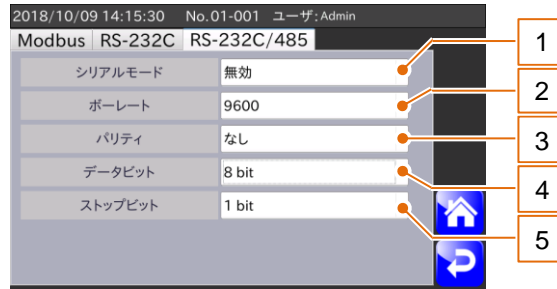 2018/10/09 14:15:30 No.01-001 ユーザ:Admin
Modbus RS-232C RS-232C/485
シリアルモード 無効
ボーレート 9600
パリティ なし
データビット 8 bit
ストップビット 1 bit
1
2
3
4
5